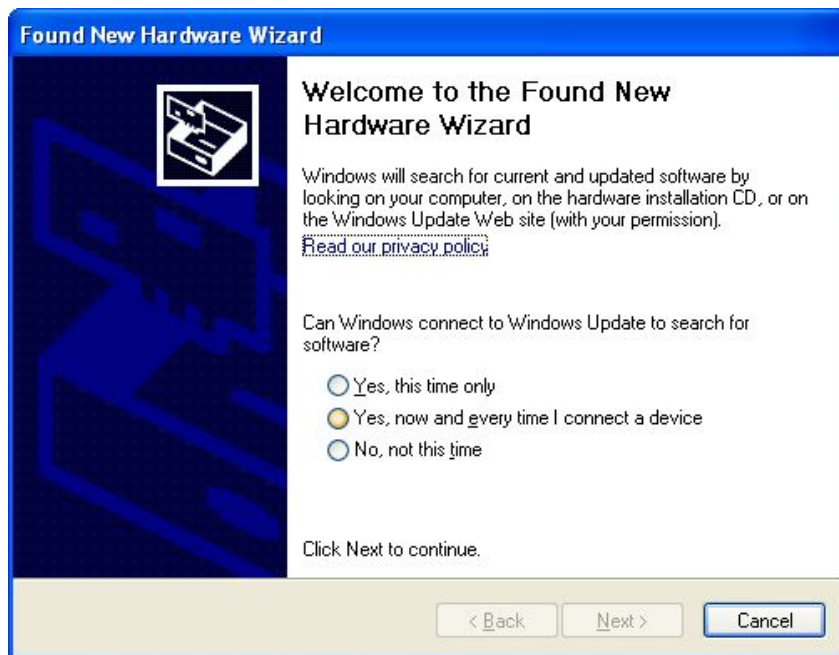 Found New Hardware Wizard
Welcome to the Found New
Hardware Wizard
Windows will search for current and updated software by
looking on your computer, on the hardware installation CD, or on
the Windows Update Web site (with your permission).
Read our privacy policy
Can Windows connect to Windows Update to search for
software?
Yes, this time only
Yes, now and every time I connect a device
No, not this time
Click Next to continue.
< Back Next > Cancel